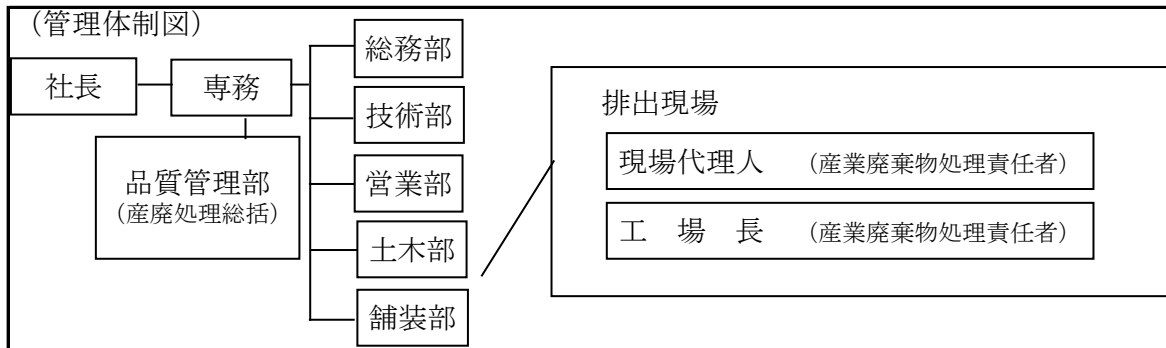 （管理体制図）
社長
専務
品質管理部
（産廃処理総括）
総務部
技術部
営業部
土木部
舗装部
排出現場
現場代理人　（産業廃棄物処理責任者）
工　場　長　（産業廃棄物処理責任者）